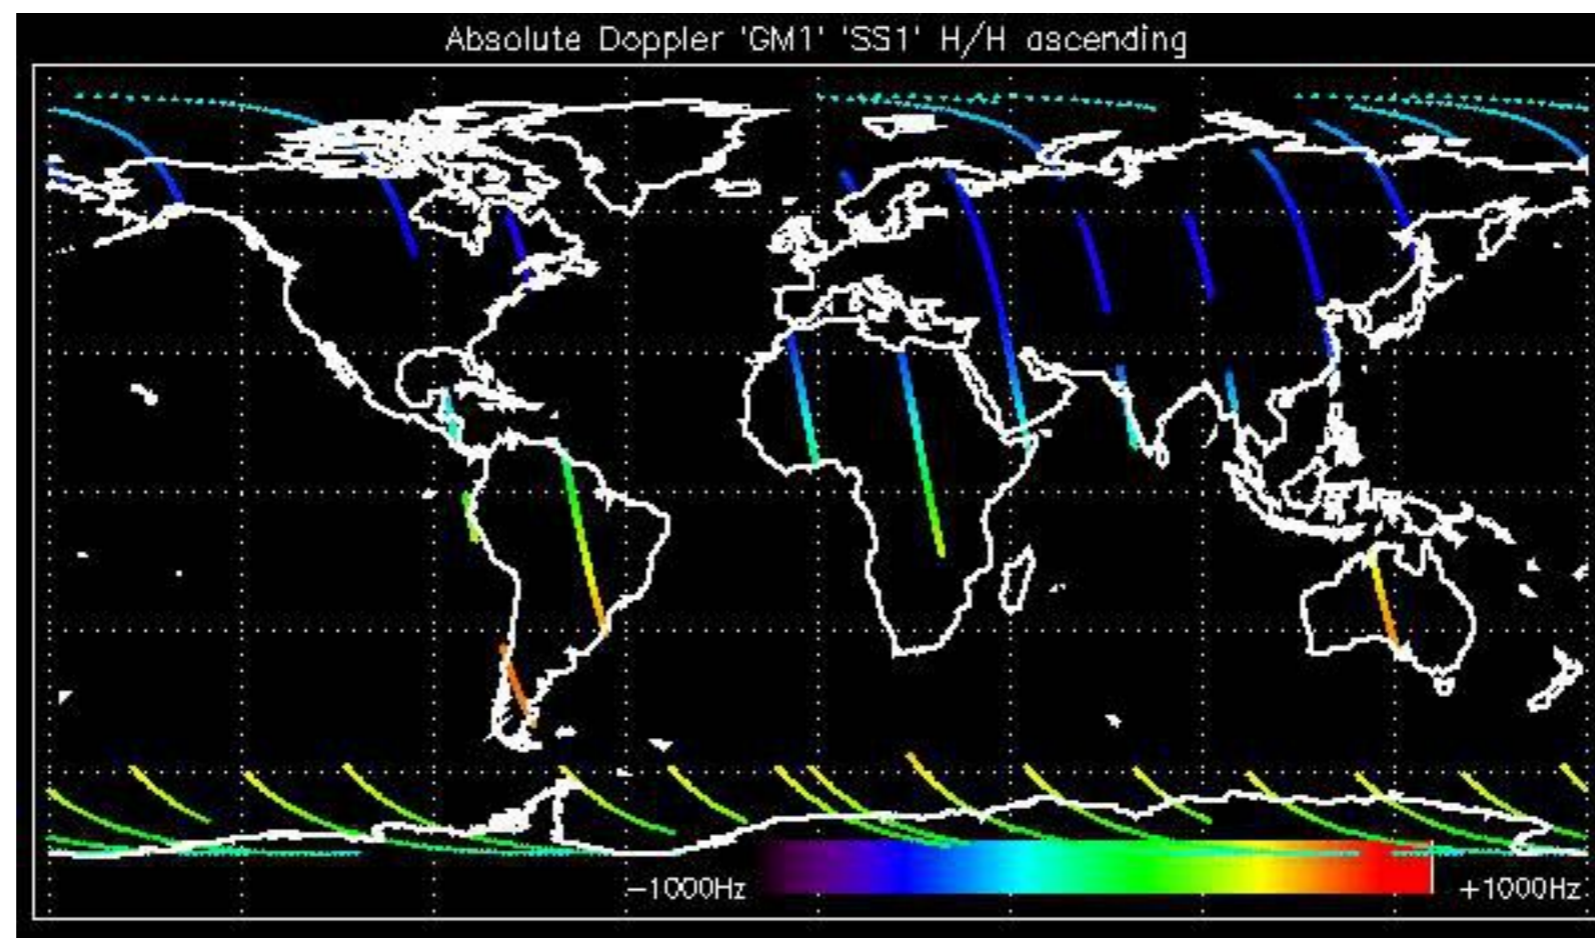 Absolute Doppler 'GM1' 'SS1' H/H ascending
−1000Hz
+1000Hz